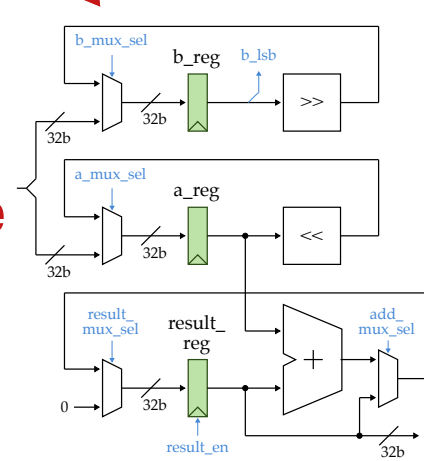 b_mux_sel
b_reg
b_lsb
>>
32b
32b
a_mux_sel
a_reg
<<
32b
32b
result_
mux_sel
result_
reg
add_
mux_sel
+
0
32b
result_en
32b